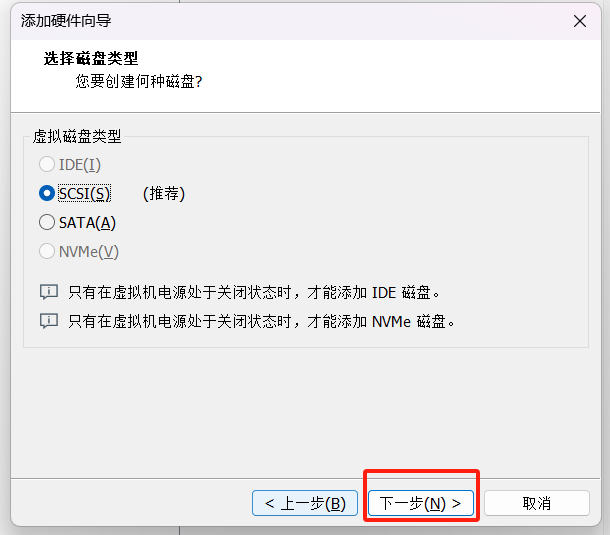 添加硬件向导
选择磁盘类型
您要创建何种磁盘?
虚拟磁盘类型
IDE(I)
SCSI(S) (推荐)
SATA(A)
NVMe(V)
只有在虚拟机电源处于关闭状态时，才能添加 IDE 磁盘。
只有在虚拟机电源处于关闭状态时，才能添加 NVMe 磁盘。
< 上一步(B) 下一步(N) > 取消